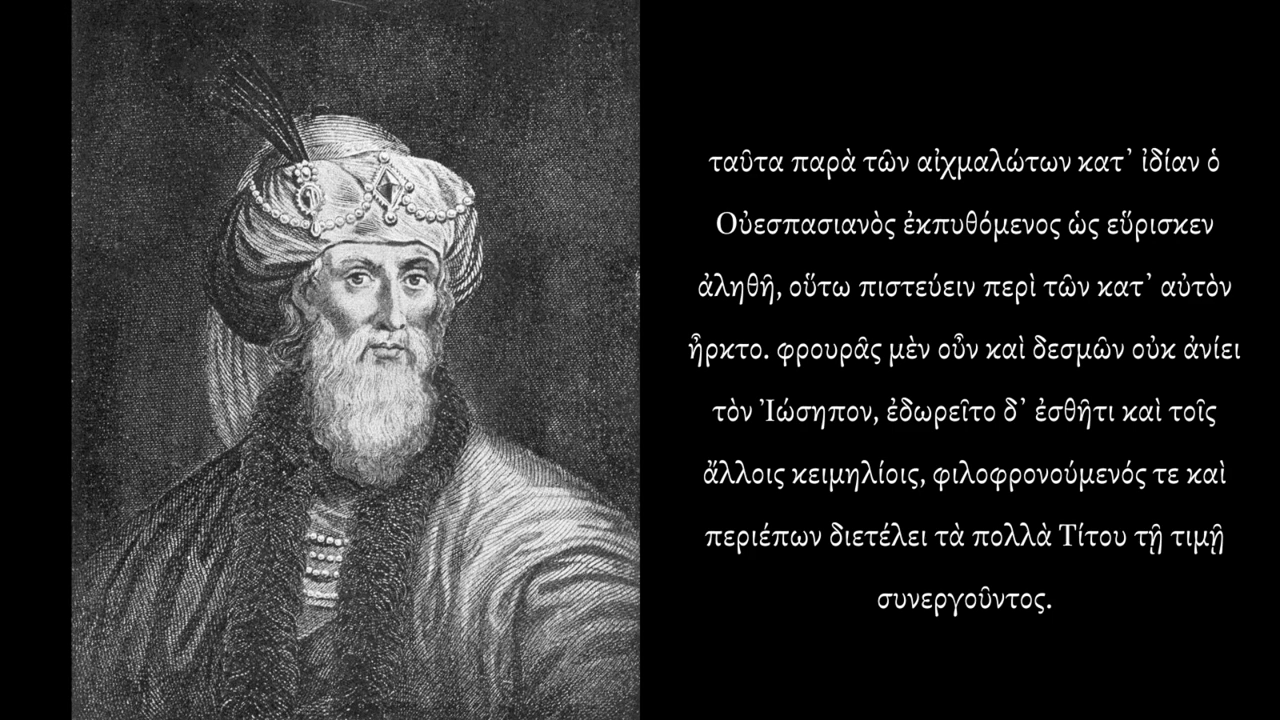 ταῦτα παρὰ τῶν αἰχμαλώτων κατ᾽ ἰδίαν ὁ
Οὐεσπασιανὸς ἐκπυθόμενος ὡς εὕρισκεν
ἀληθῆ, οὕτω πιστεύειν περὶ τῶν κατ᾽ αὐτὸν
ἦρκτο. φρουρᾶς μὲν οὖν καὶ δεσμῶν οὐκ ἀνίει
τὸν Ἰώσηπον, ἐδωρεῖτο δ᾽ ἐσθῆτι καὶ τοῖς
ἄλλοις κειμηλίοις, φιλοφρονούμενός τε καὶ
περιέπων διετέλει τὰ πολλὰ Τίτου τῇ τιμῇ
συνεργοῦντος.